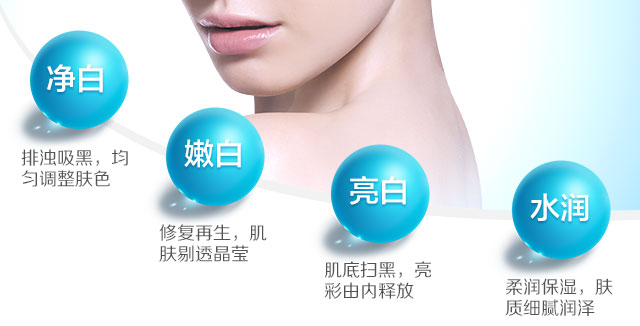 净白
排浊吸黑，均
匀调整肤色
嫩白
修复再生，肌
肤剔透晶莹
亮白
肌底扫黑，亮
彩由内释放
水润
柔润保湿，肤
质细腻润泽